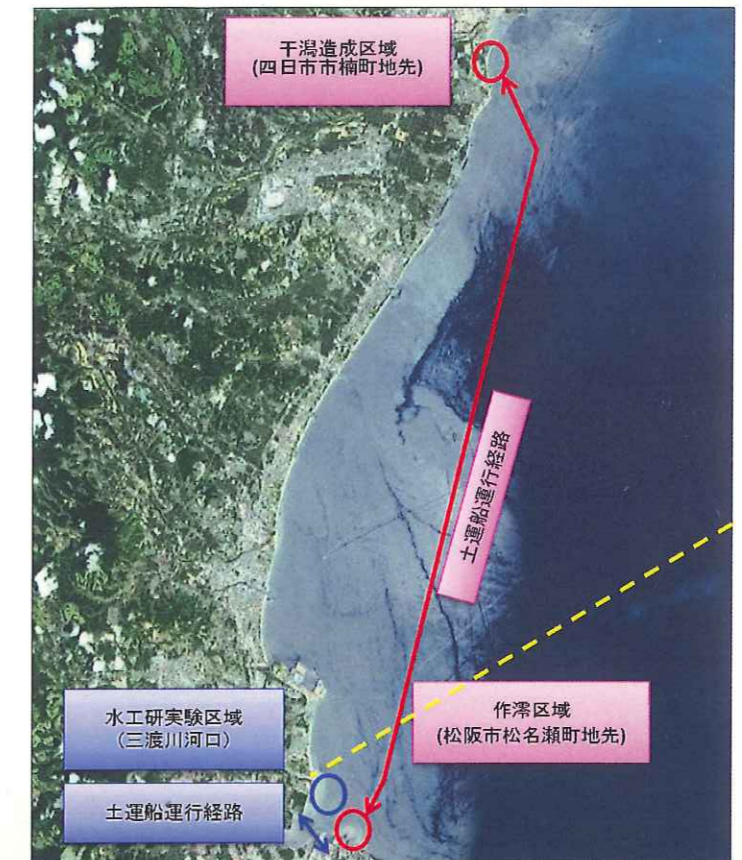 干潟造成区域
(四日市市楠町地先)
土運船運行経路
作澪区域
(松阪市松名瀬町地先)
水工研実験区域
(三渡川河口)
土運船運行経路